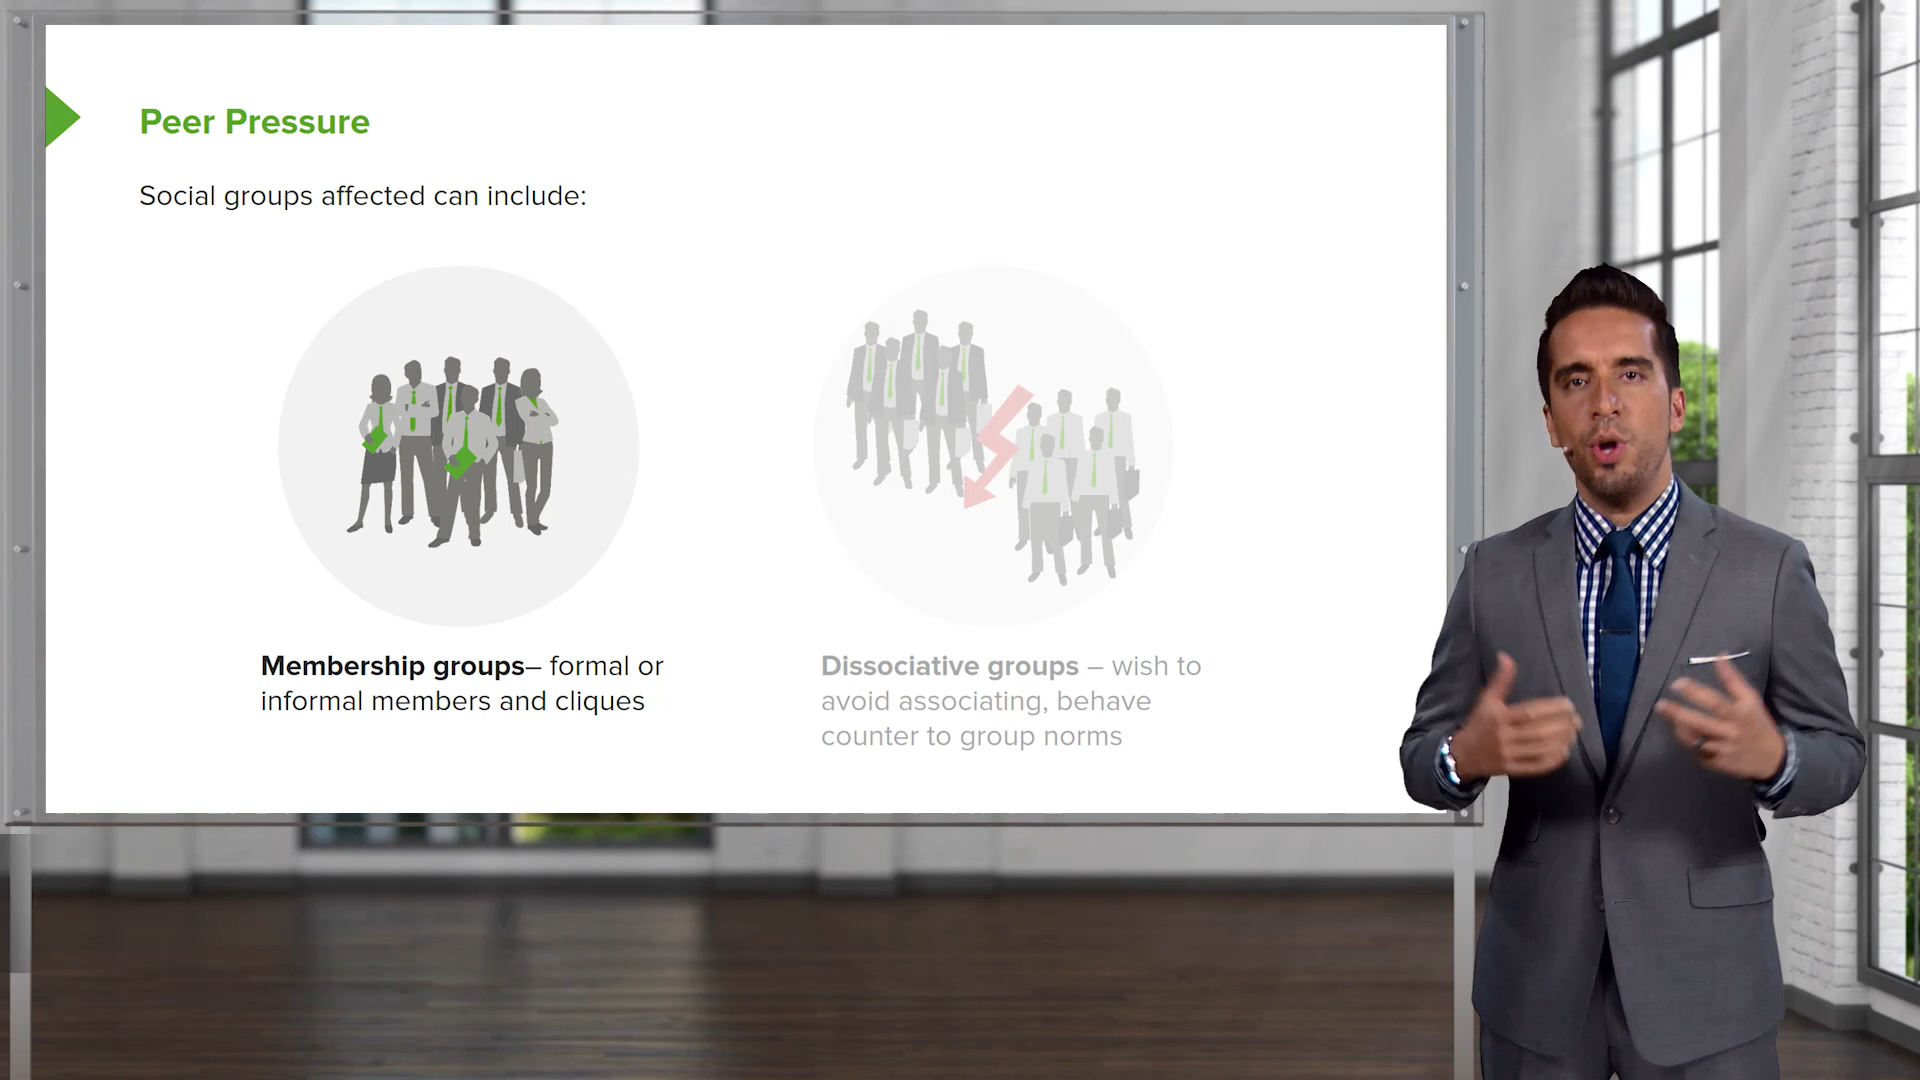 Peer Pressure
Social groups affected can include:
Membership groups– formal or
informal members and cliques
Dissociative groups – wish to
avoid associating, behave
counter to group norms